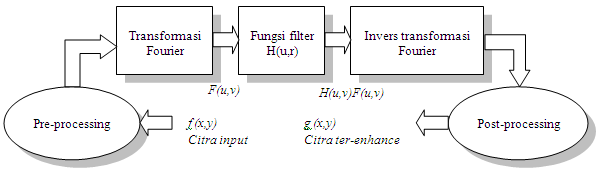 Transformasi
Fourier
Fungsi filter
H(u,r)
Invers transformasi
Fourier
F(u,v)
H(u,v)F(u,v)
Pre-processing
f(x,y)
Citra input
g(x,y)
Citra ter-enhance
Post-processing